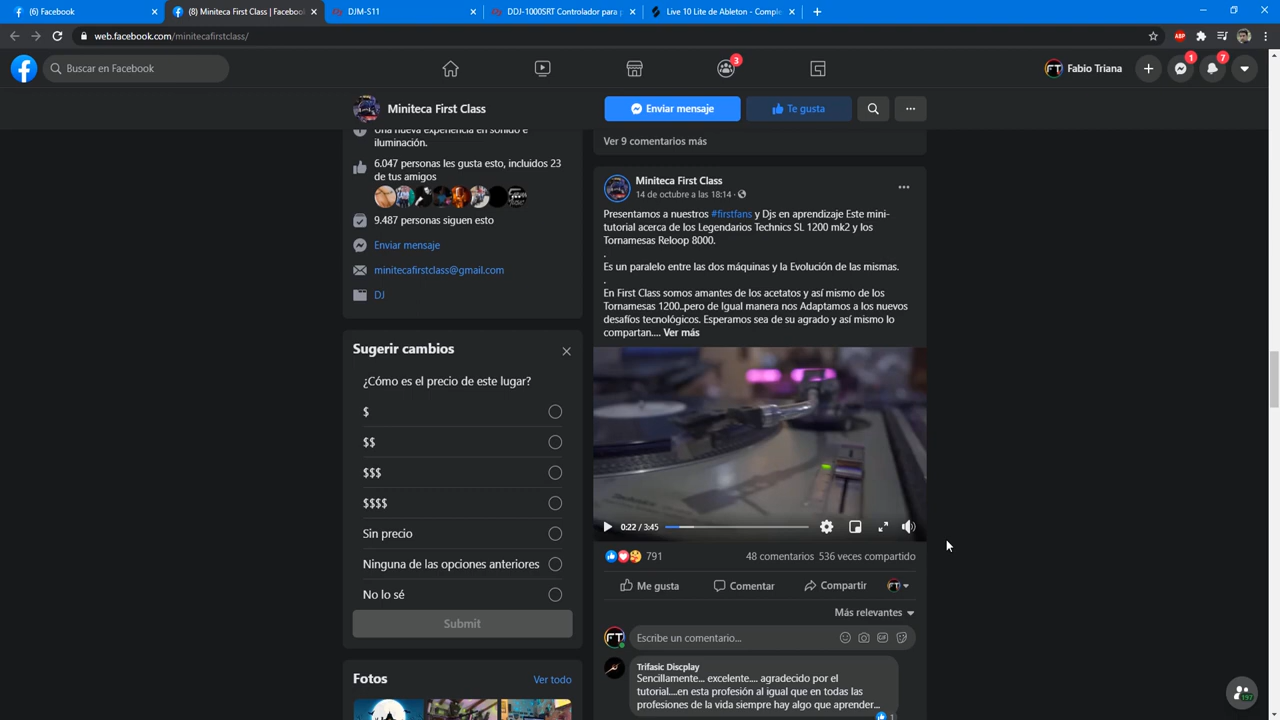 (6) Facebook
(8) Miniteca First Class | Facebook
DJM-S11
DDJ-1000SRT Controlador para
Live 10 Lite de Ableton - Comple
web.facebook.com/minitecafirstclass/
ABP
Buscar en Facebook
3
Fabio Triana
1
7
Miniteca First Class
Enviar mensaje
Te gusta
Una nueva experiencia en sonido e
iluminación.
6.047 personas les gusta esto, incluidos 23
de tus amigos
9.487 personas siguen esto
Enviar mensaje
minitecafirstclass@gmail.com
DJ
Sugerir cambios
¿Cómo es el precio de este lugar?
$
$$
$$$
$$$$
Sin precio
Ninguna de las opciones anteriores
No lo sé
Submit
Fotos
Ver todo
Ver 9 comentarios más
Miniteca First Class
14 de octubre a las 18:14 ·
Presentamos a nuestros #firstfans y Djs en aprendizaje Este mini-
tutorial acerca de los Legendarios Technics SL 1200 mk2 y los
Tornamesas Reloop 8000.
.
Es un paralelo entre las dos máquinas y la Evolución de las mismas.
.
En First Class somos amantes de los acetatos y así mismo de los
Tornamesas 1200..pero de Igual manera nos Adaptamos a los nuevos
desafíos tecnológicos. Esperamos sea de su agrado y así mismo lo
compartan.... Ver más
0:22 / 3:45
791
48 comentarios 536 veces compartido
Me gusta
Comentar
Compartir
FT
Más relevantes
FT
Escribe un comentario...
GIF
Trifasic Discplay
Sencillamente... excelente.... agradecido por el
tutorial....en esta profesión al igual que en todas las
profesiones de la vida siempre hay algo que aprender...
1
197